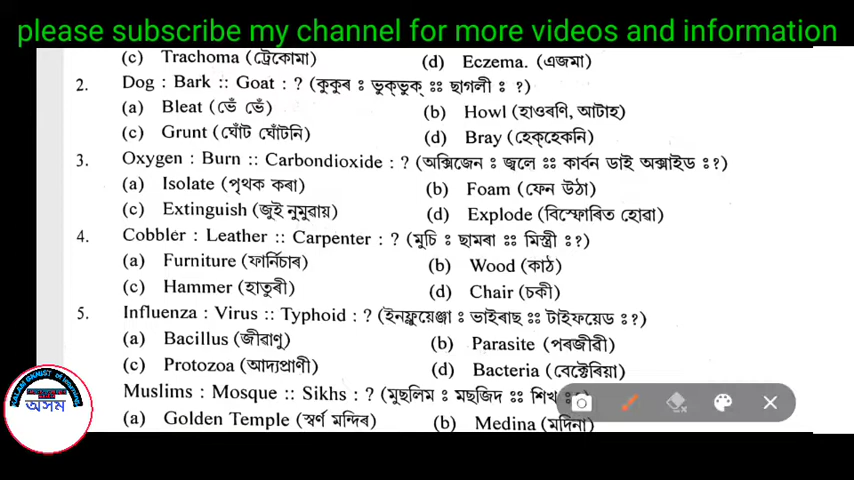 please subscribe my channel for more videos and information
(c) Trachoma (ট্ৰেকোমা) (d) Eczema. (এজমা)
2. Dog : Bark :: Goat : ? (কুকুৰ ঃ ভুক্‌ভুক্ ঃঃ ছাগলী ঃ ?)
(a) Bleat (ভেঁ ভেঁ) (b) Howl (হাওৰণি, আটাহ)
(c) Grunt (ঘোঁট ঘোঁটনি) (d) Bray (হেক্‌হেকনি)
3. Oxygen : Burn :: Carbondioxide : ? (অক্সিজেন ঃ জ্বলে ঃঃ কাৰ্বন ডাই অক্সাইড ঃ?)
(a) Isolate (পৃথক কৰা) (b) Foam (ফেন উঠা)
(c) Extinguish (জুই নুমুৱায়) (d) Explode (বিস্ফোৰিত হোৱা)
4. Cobbler : Leather :: Carpenter : ? (মুচি ঃ ছামৰা ঃঃ মিস্ত্ৰী ঃ?)
(a) Furniture (ফাৰ্নিচাৰ) (b) Wood (কাঠ)
(c) Hammer (হাতুৰী) (d) Chair (চকী)
5. Influenza : Virus :: Typhoid : ? (ইনফ্লুয়েঞ্জা ঃ ভাইৰাছ ঃঃ টাইফয়েড ঃ?)
(a) Bacillus (জীৱাণু) (b) Parasite (পৰজীৱী)
(c) Protozoa (আদ্যপ্ৰাণী) (d) Bacteria (বেক্টেৰিয়া)
Muslims : Mosque :: Sikhs : ? (মুছলিম ঃ মছজিদ ঃঃ শিখ
(a) Golden Temple (স্বৰ্ণ মন্দিৰ) (b) Medina (মদিনা)
অসম